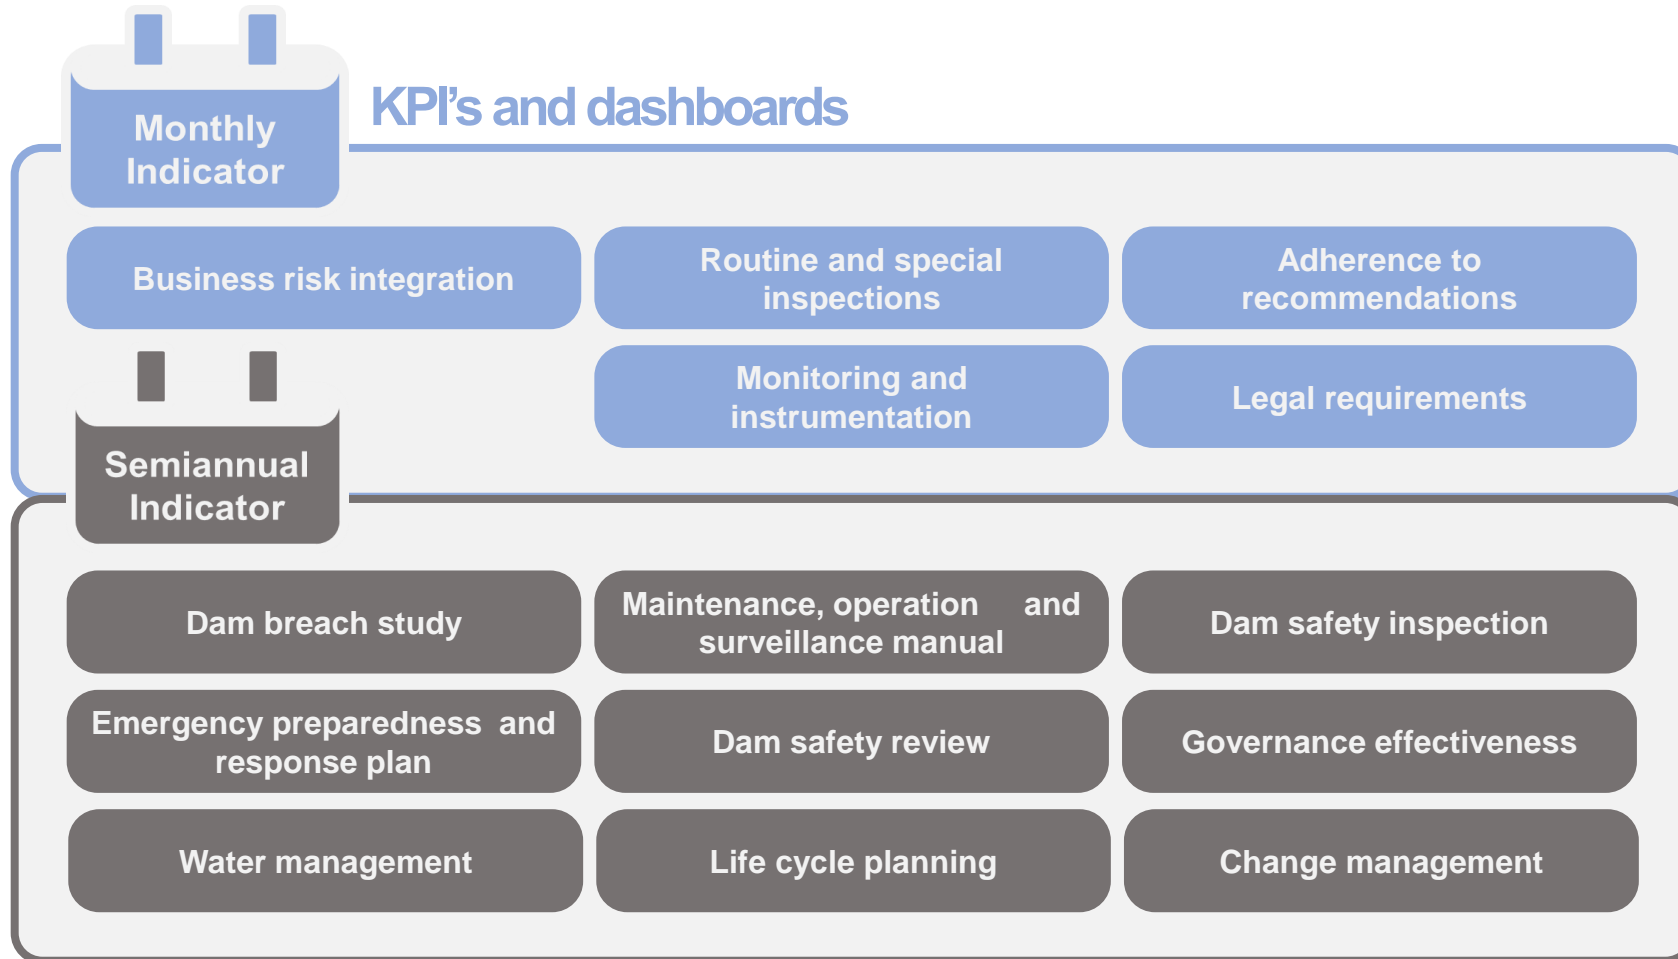 KPI's and dashboards
Monthly
Indicator
Business risk integration
Routine and special
inspections
Adherence to
recommendations
Monitoring and
instrumentation
Legal requirements
Semiannual
Indicator
Dam breach study
Maintenance, operation and
surveillance manual
Dam safety inspection
Emergency preparedness and
response plan
Dam safety review
Governance effectiveness
Water management
Life cycle planning
Change management